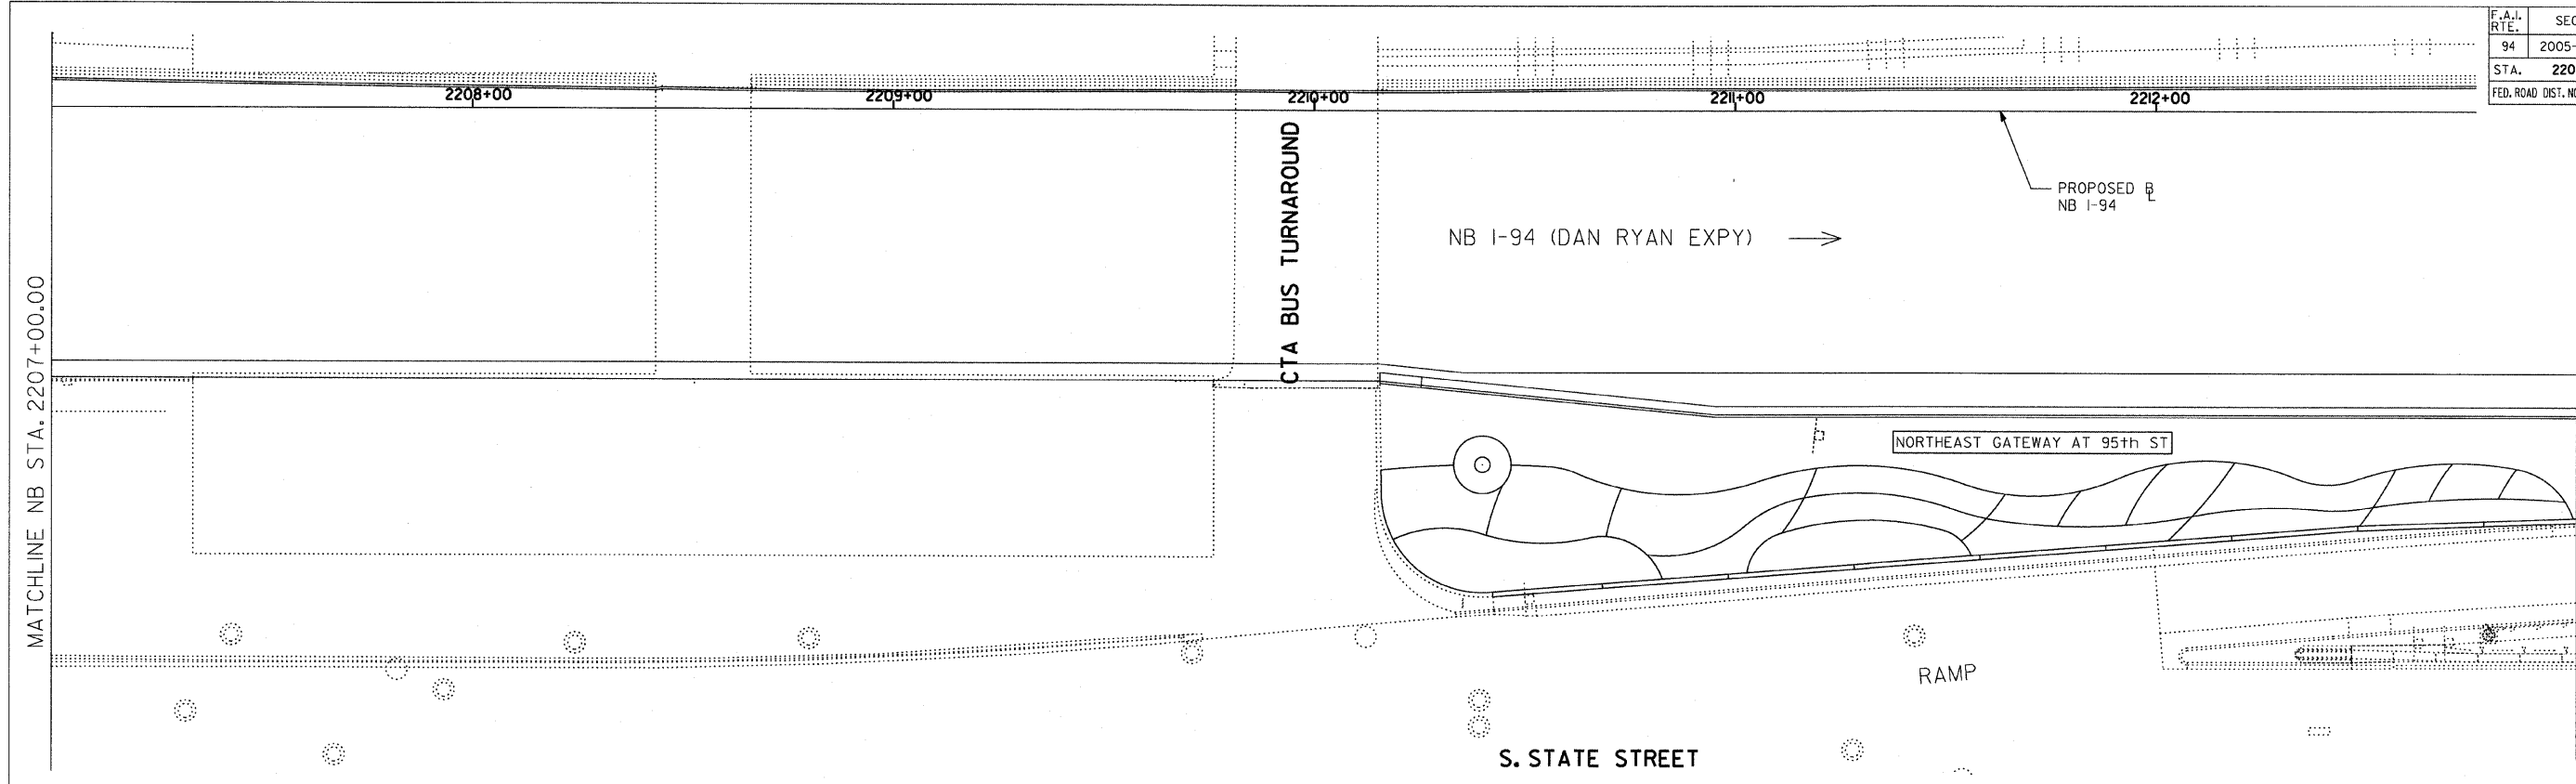 F.A.I.
RTE.
SEC
94
2005-
STA.
220
FED. ROAD DIST. NO
2208+00
2209+00
2210+00
2211+00
2212+00
CTA BUS TURNAROUND
PROPOSED
NB I-94
NB I-94 (DAN RYAN EXPY)
MATCHLINE NB STA. 2207+00.00
NORTHEAST GATEWAY AT 95th ST
RAMP
S. STATE STREET